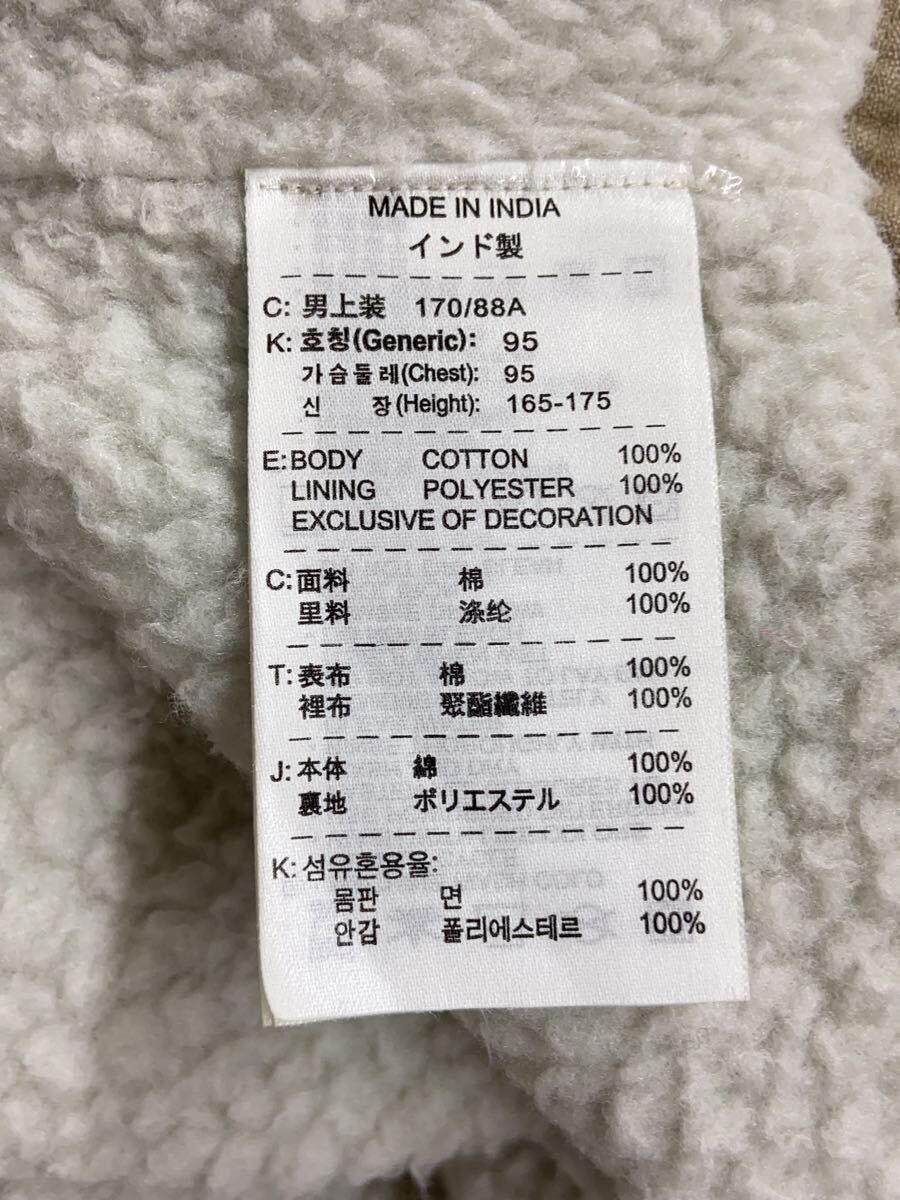 MADE IN INDIA
インド製
C: 男上装 170/88A
K: 호칭(Generic): 95
가슴둘레(Chest): 95
신 장(Height): 165-175
E: BODY COTTON 100%
LINING POLYESTER 100%
EXCLUSIVE OF DECORATION
C: 面料 棉 100%
里料 涤纶 100%
T: 表布 棉 100%
裡布 聚酯纖維 100%
J: 本体 綿 100%
裏地 ポリエステル 100%
K: 섬유혼용율:
몸판 면 100%
안감 폴리에스테르 100%